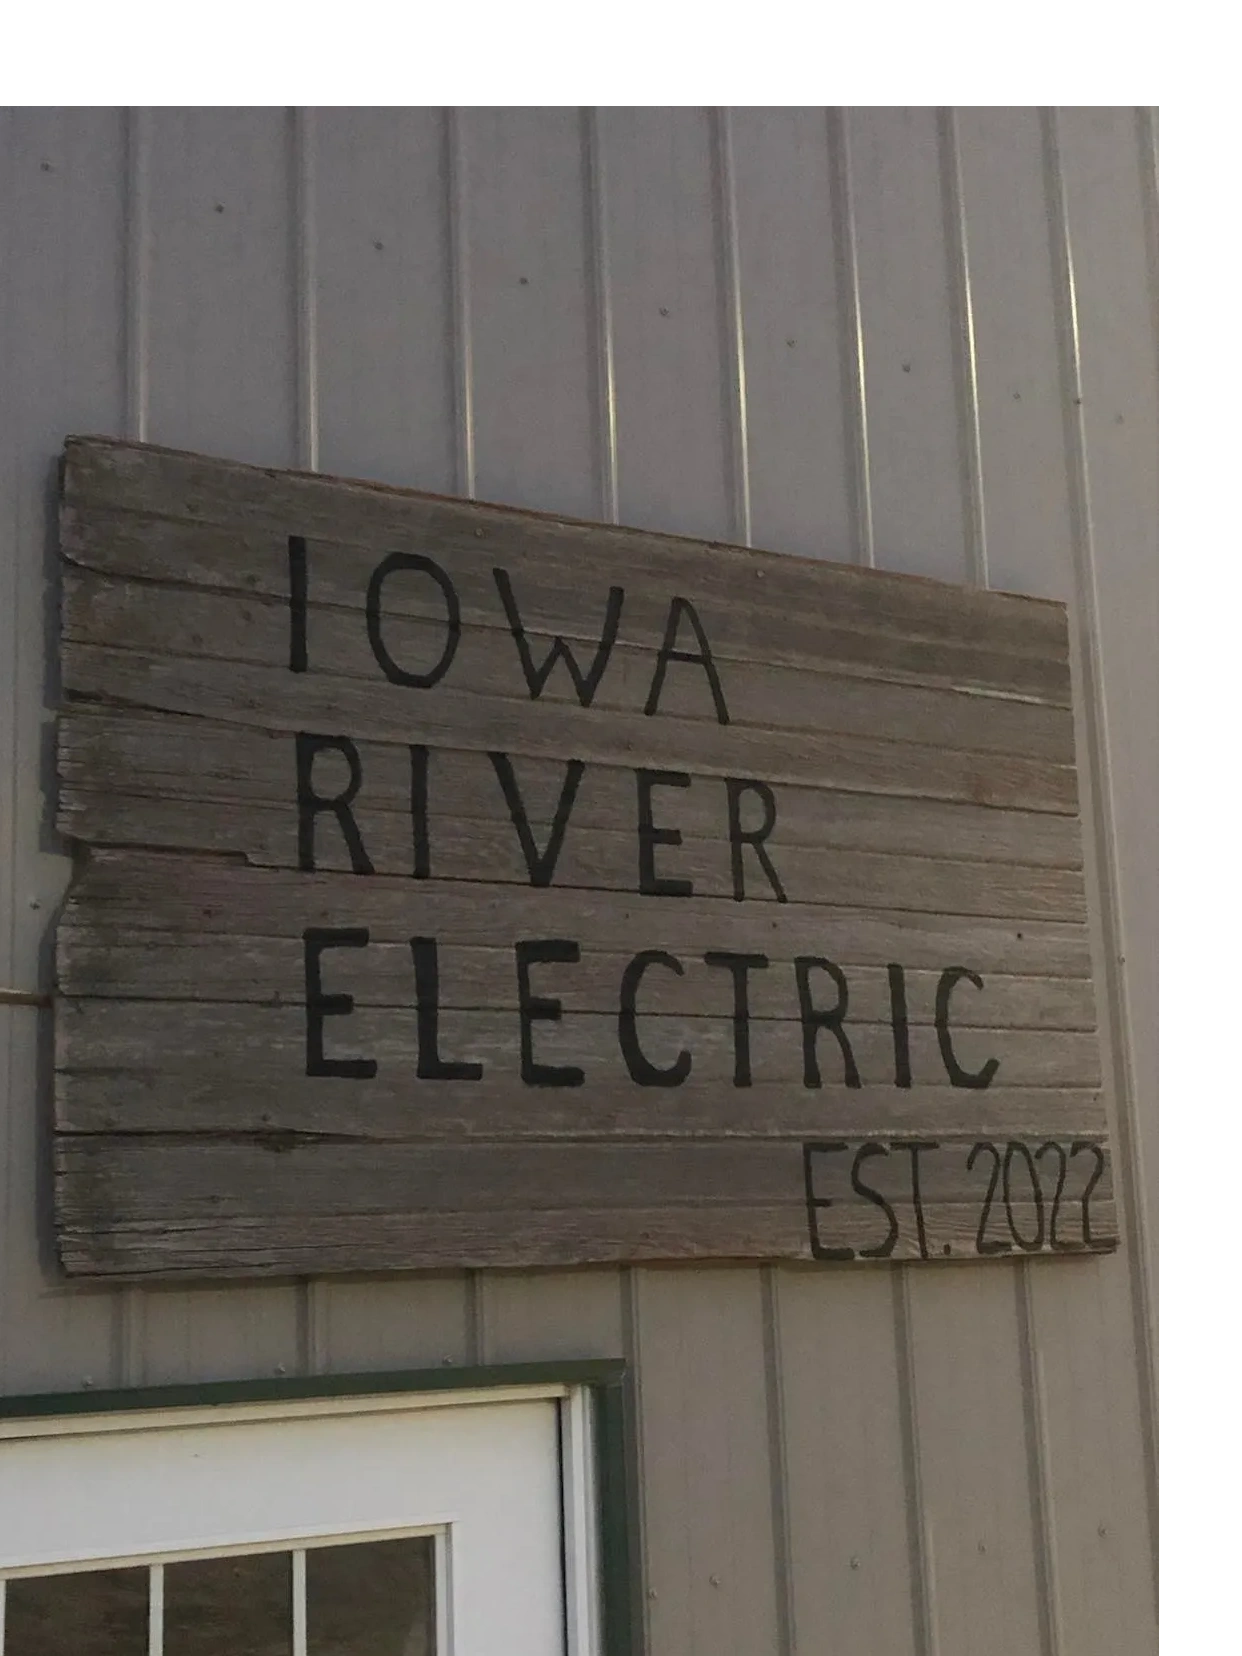 IOWA
RIVER
ELECTRIC
EST. 2022